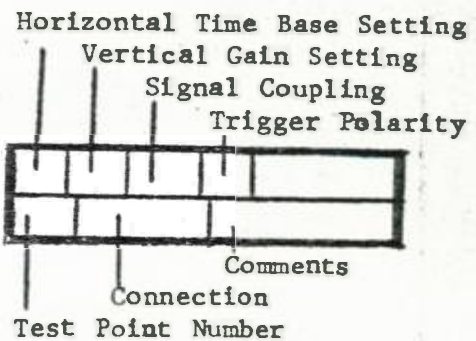 Horizontal Time Base Setting
Vertical Gain Setting
Signal Coupling
Trigger Polarity
Comments
Connection
Test Point Number